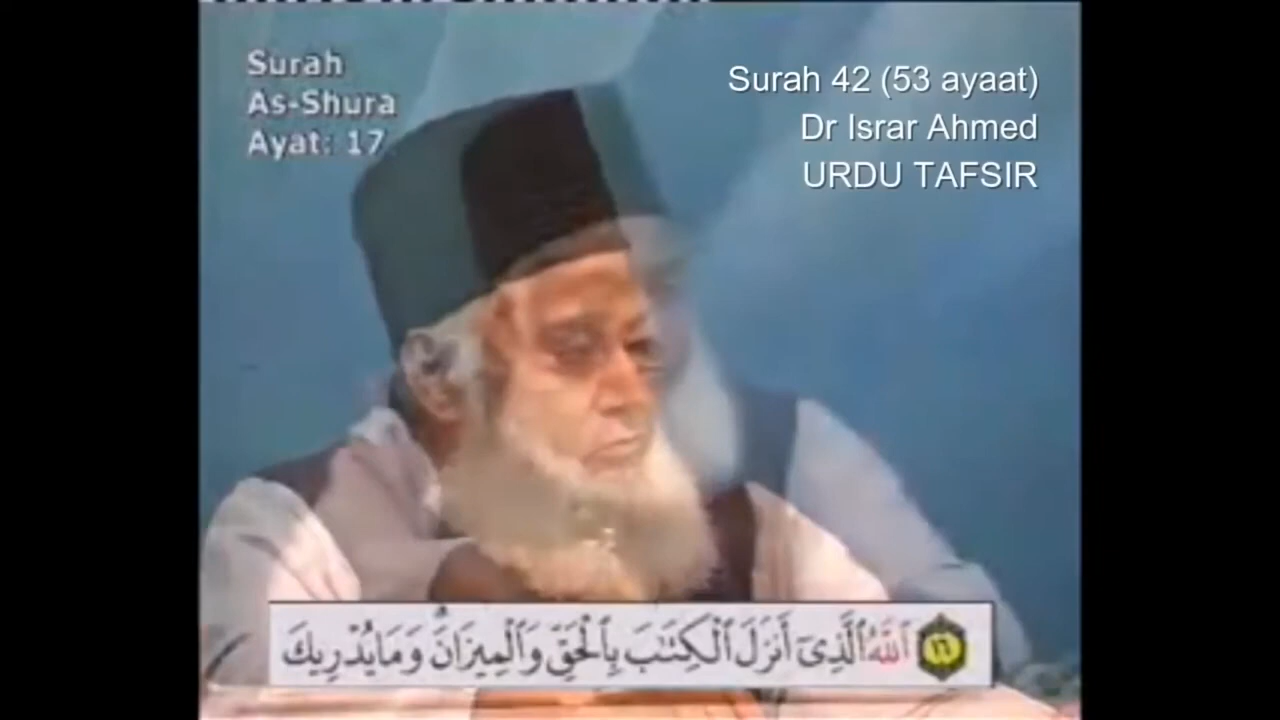 Surah
As-Shura
Ayat: 17
Surah 42 (53 ayaat)
Dr Israr Ahmed
URDU TAFSIR
١٦ ٱللَّهُ ٱلَّذِىٓ أَنزَلَ ٱلْكِتَٰبَ بِٱلْحَقِّ وَٱلْمِيزَانَ ۗ وَمَا يُدْرِيكَ